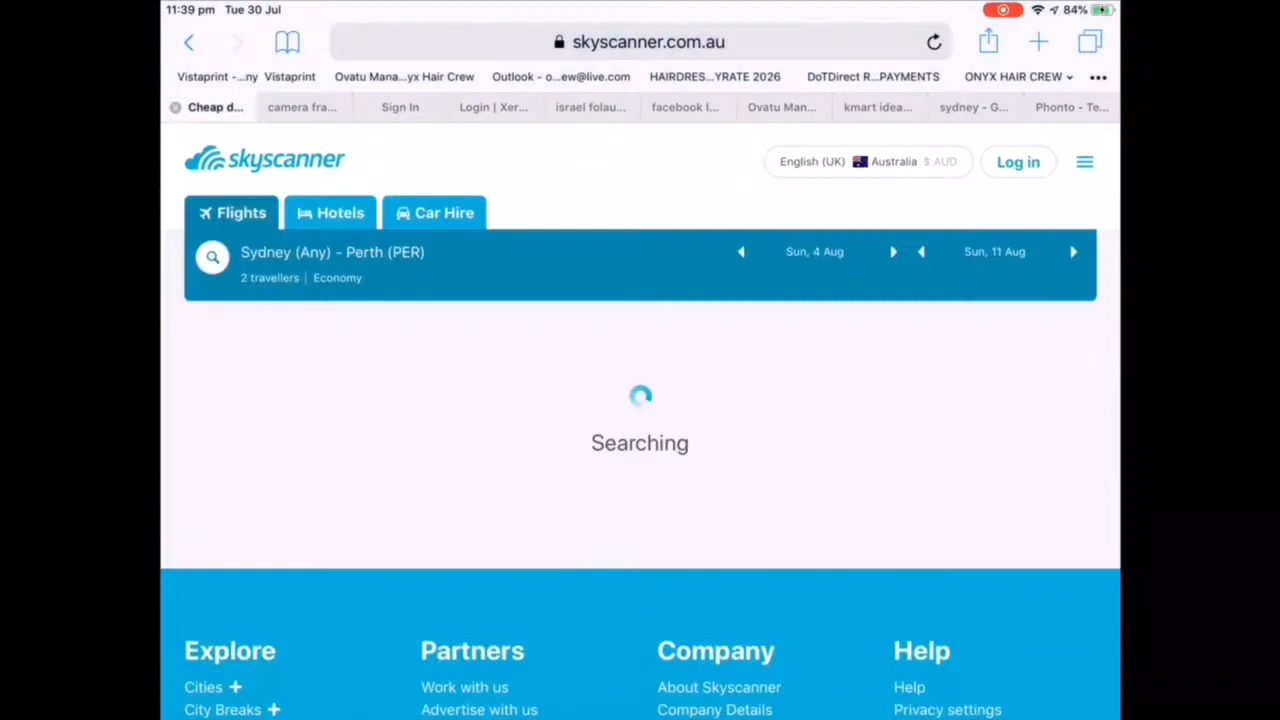 11:39 pm Tue 30 Jul 84%
skyscanner.com.au
Vistaprint -...ny Vistaprint Ovatu Mana...yx Hair Crew Outlook - o...ew@live.com HAIRDRES...YRATE 2026 DoTDirect R...PAYMENTS ONYX HAIR CREW
Cheap d... camera fra... Sign In Login | Xer... israel folau... facebook l... Ovatu Man... kmart idea... sydney - G... Phonto - Te...
skyscanner English (UK) Australia $ AUD Log in
Flights Hotels Car Hire
Sydney (Any) - Perth (PER) Sun, 4 Aug Sun, 11 Aug
2 travellers | Economy
Searching
Explore Partners Company Help
Cities + Work with us About Skyscanner Help
City Breaks + Advertise with us Company Details Privacy settings